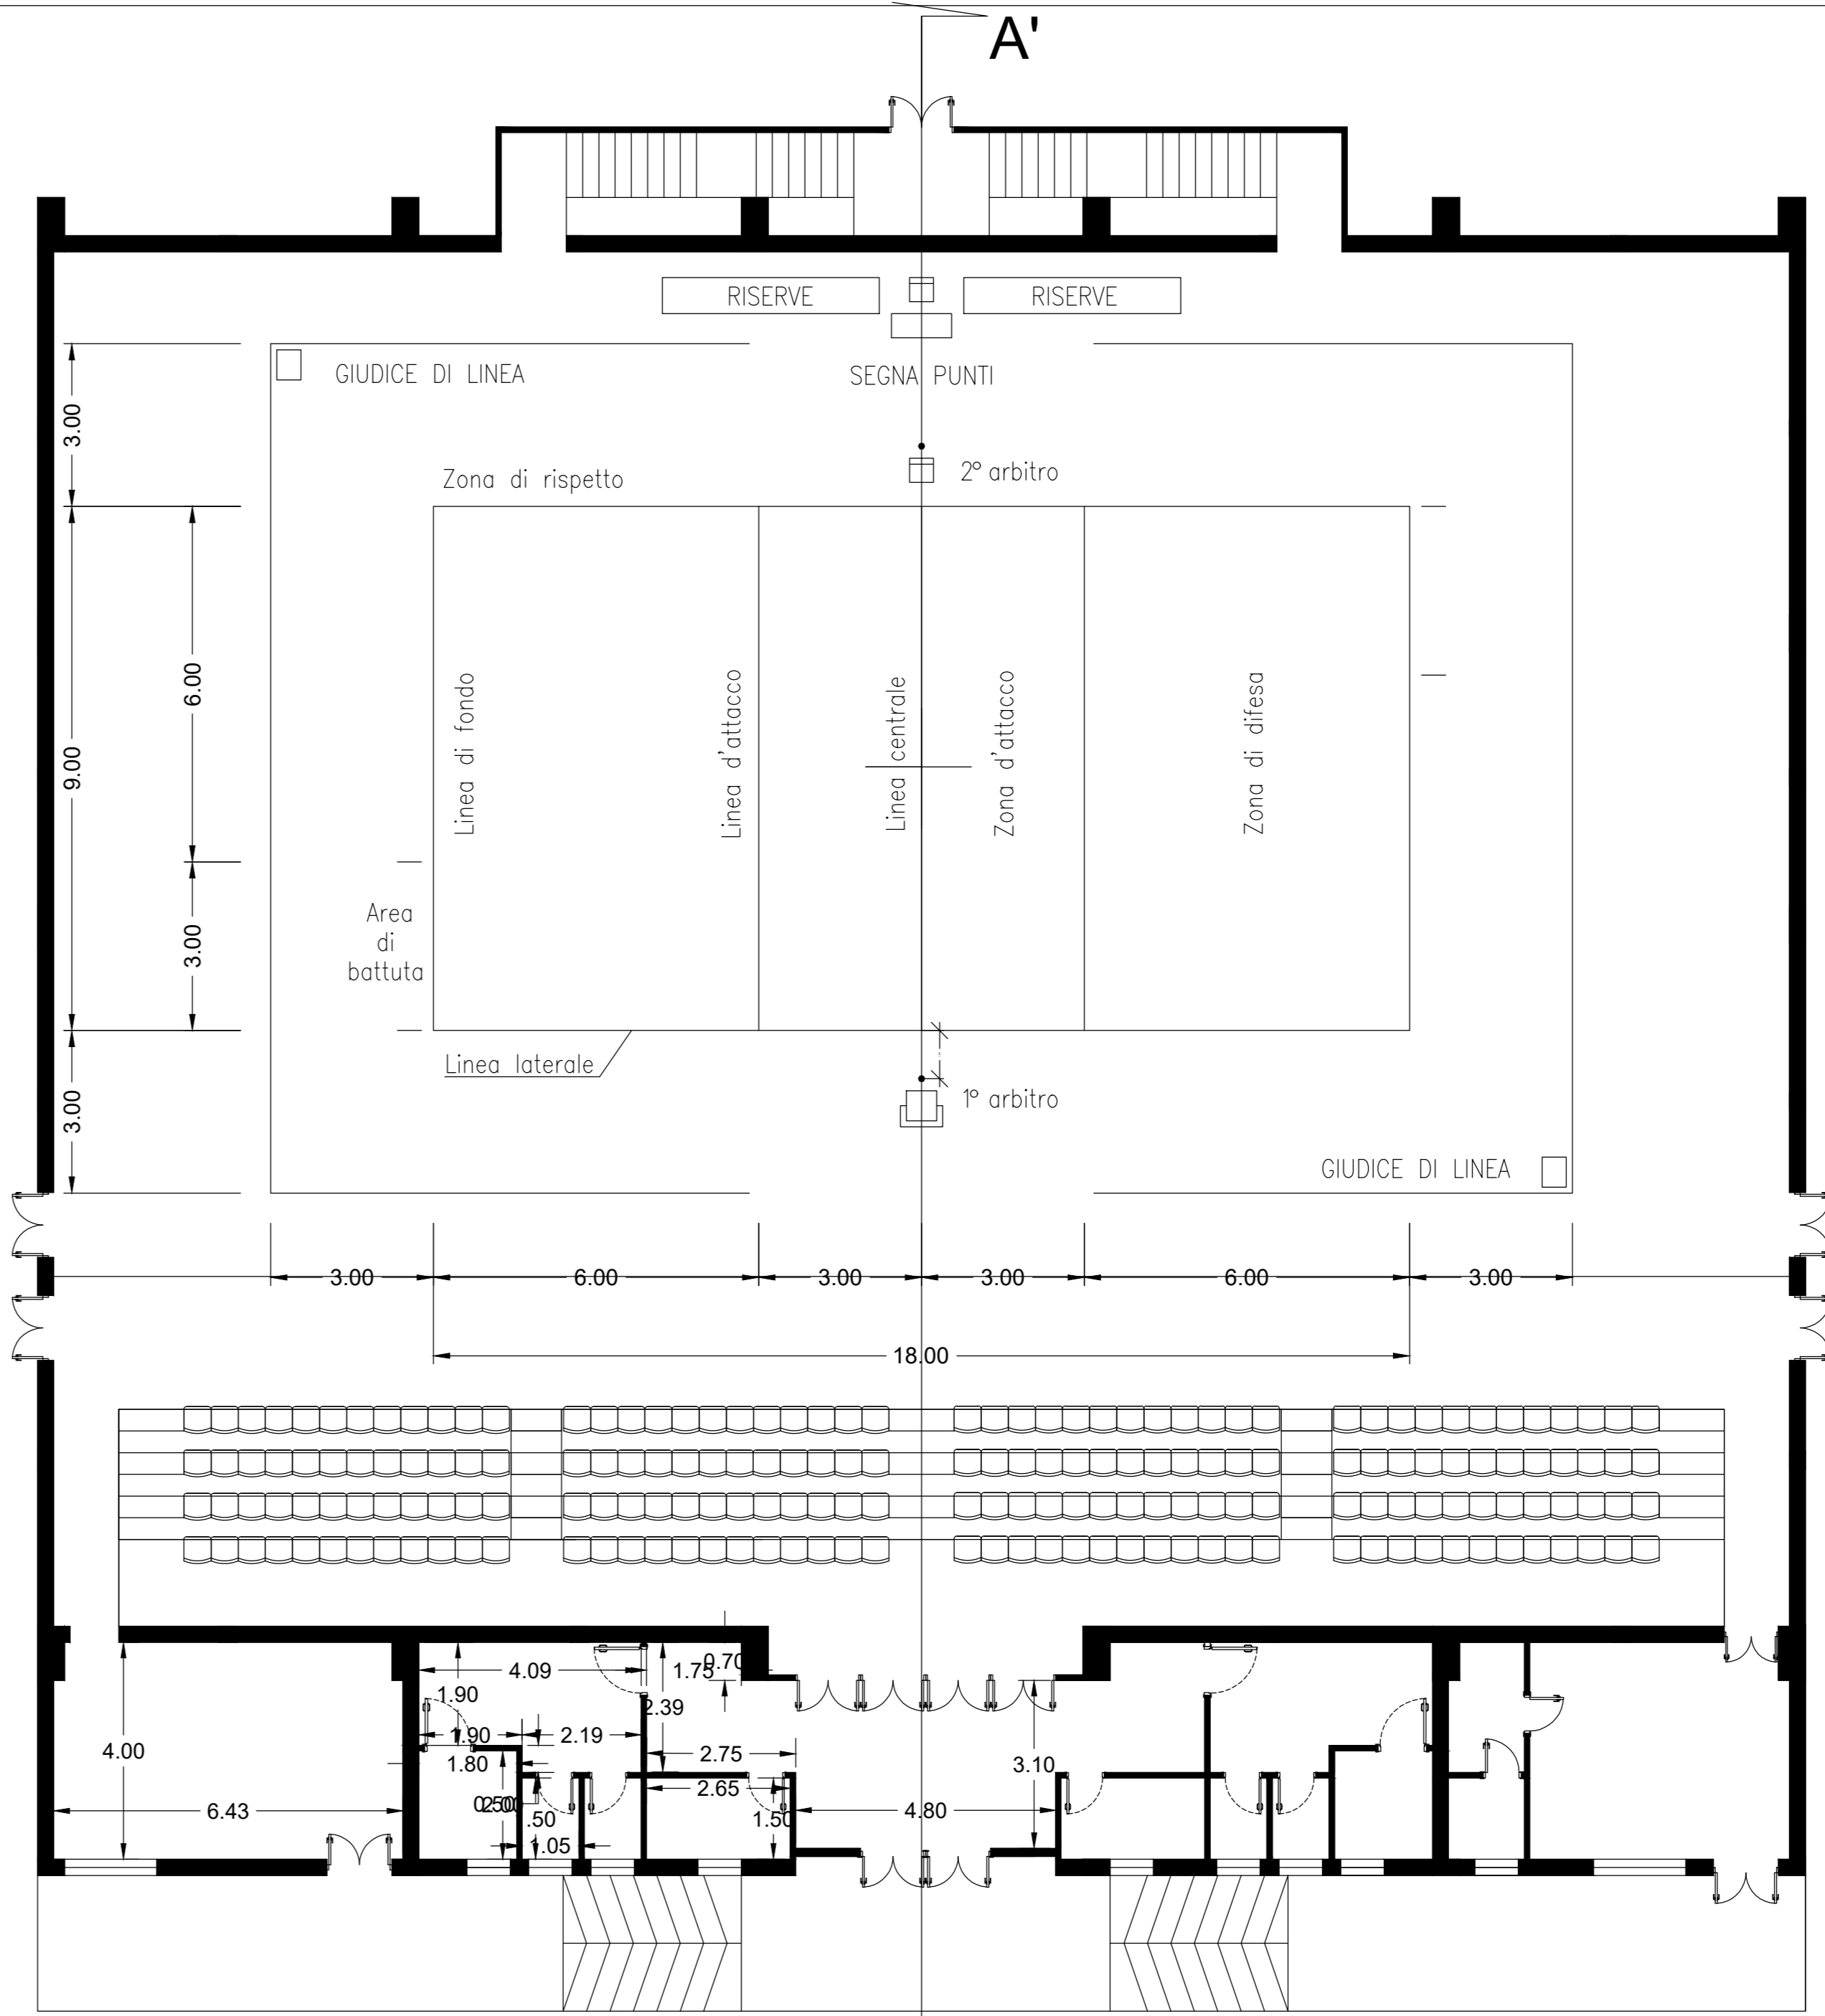 A'
RISERVE
RISERVE
GIUDICE DI LINEA
SEGNA PUNTI
3.00
Zona di rispetto
2° arbitro
9.00
6.00
Linea di fondo
Linea d'attacco
Linea centrale
Zona d'attacco
Zona di difesa
3.00
Area
di
battuta
Linea laterale
3.00
1° arbitro
GIUDICE DI LINEA
3.00
6.00
3.00
3.00
6.00
3.00
18.00
4.09
1.75
0.70
1.90
2.39
1.90
2.19
4.00
1.80
2.75
3.10
2.65
0.50
2.00
.50
1.50
6.43
4.80
1.05